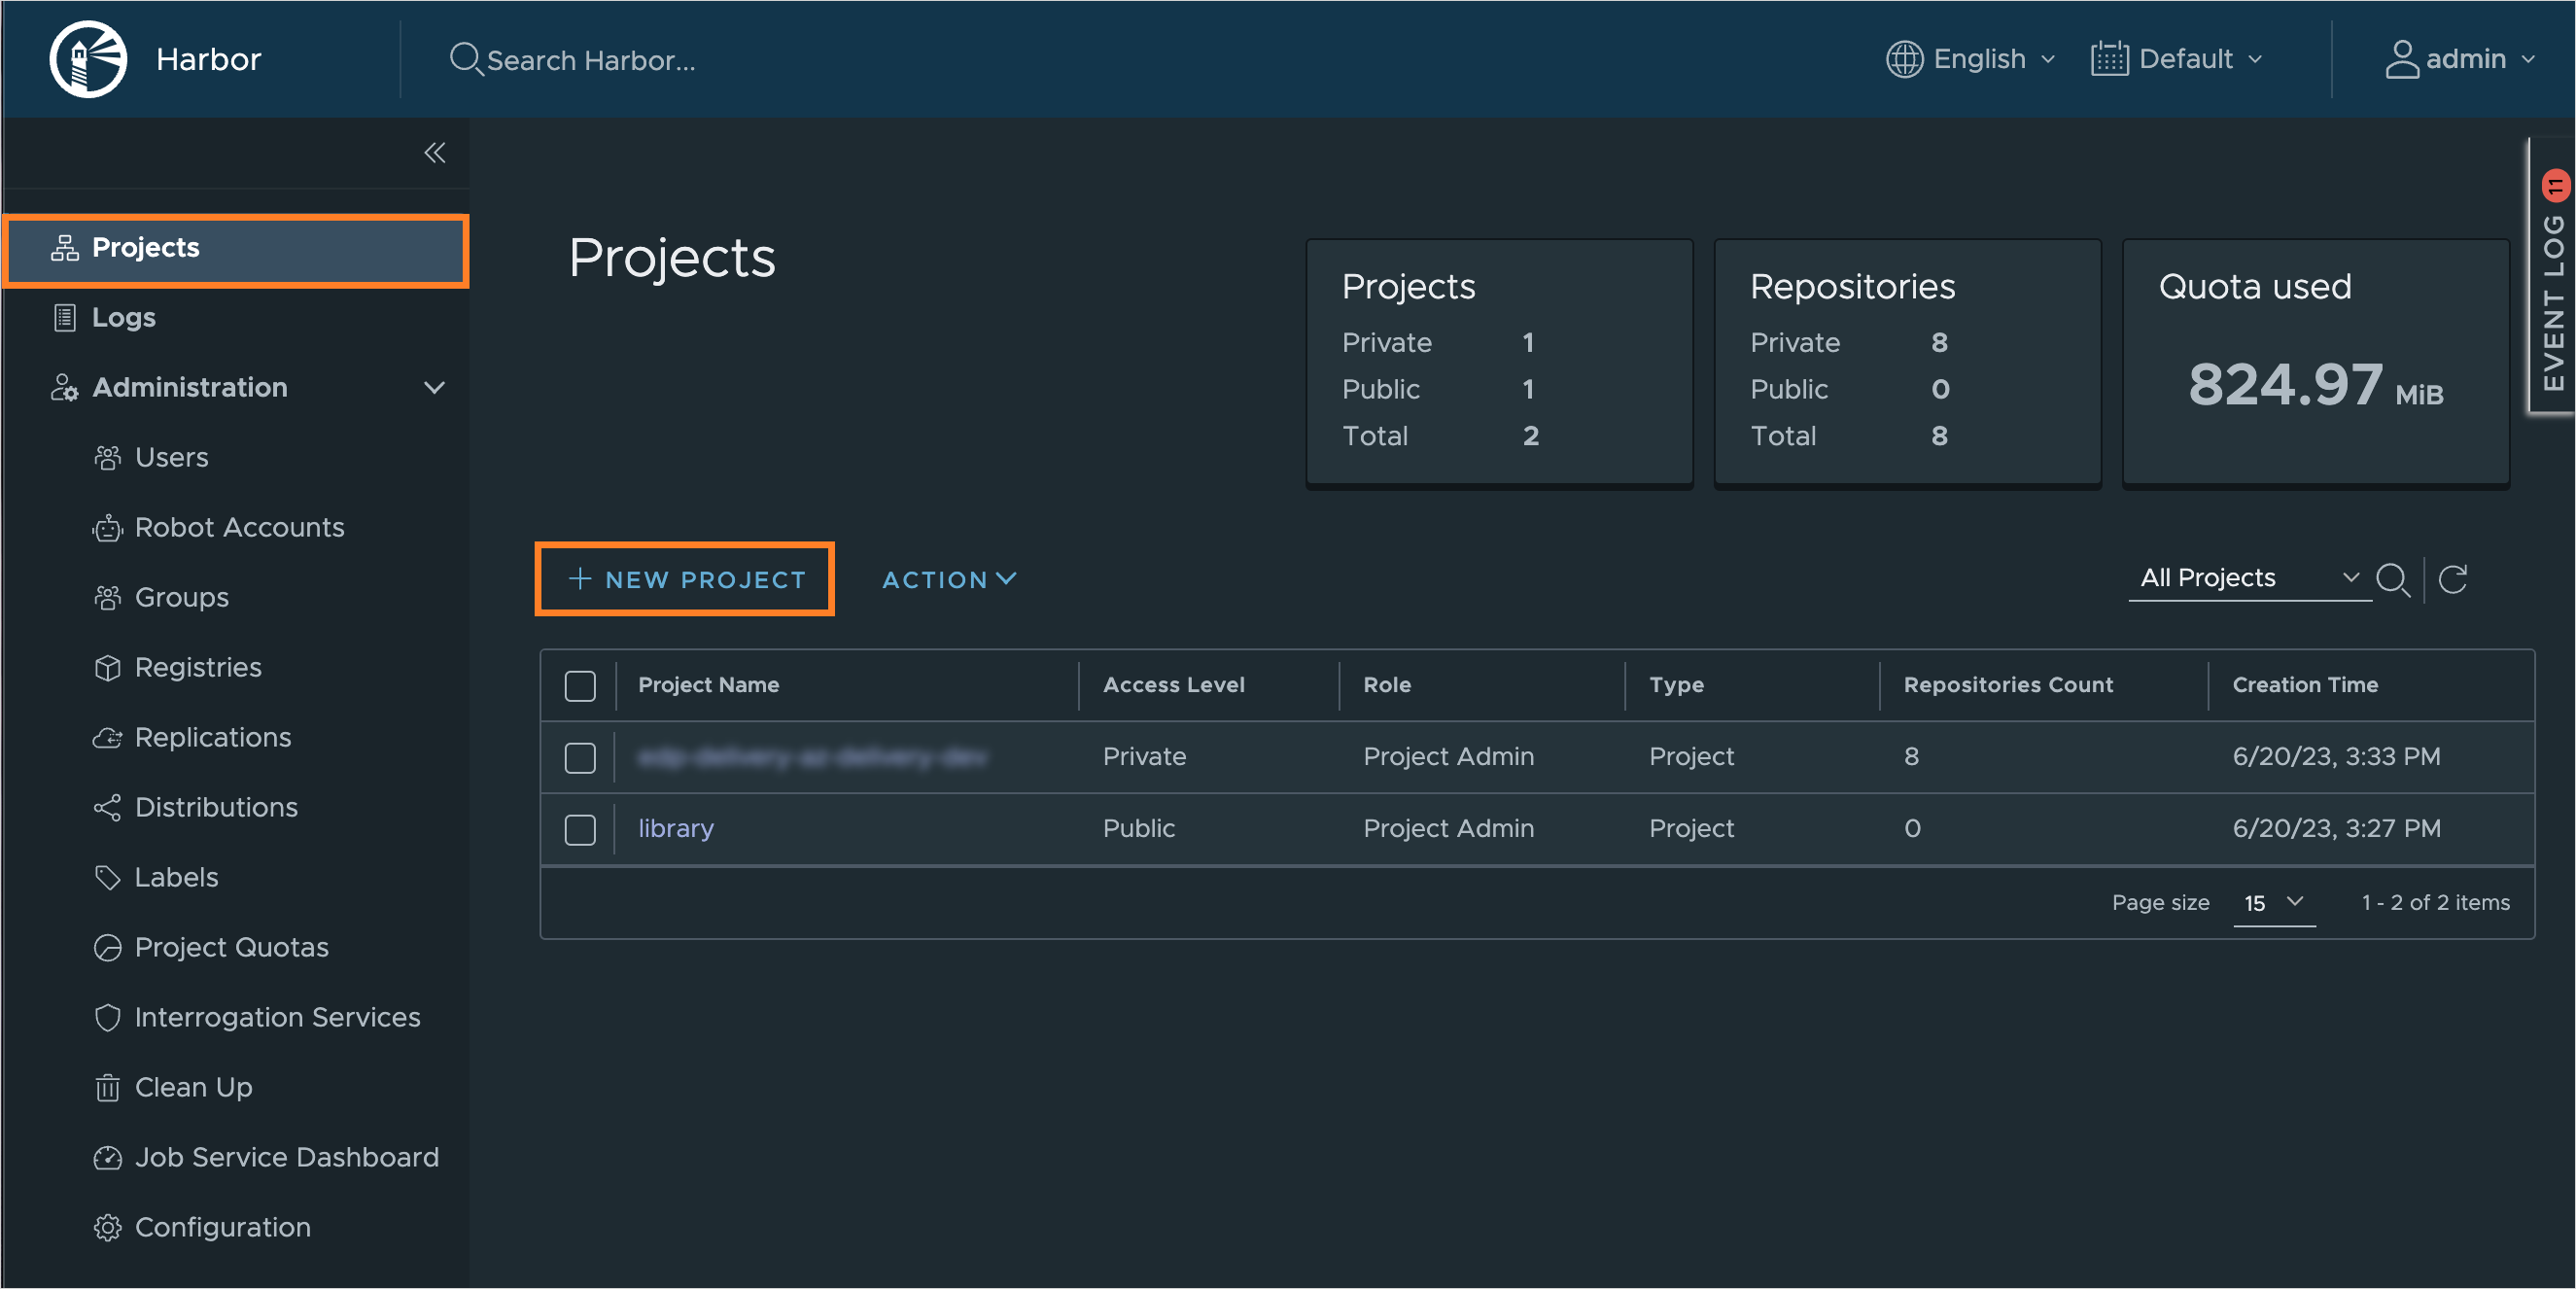 Harbor
Search Harbor...
English
Default
admin
Projects
Logs
Administration
Users
Robot Accounts
Groups
Registries
Replications
Distributions
Labels
Project Quotas
Interrogation Services
Clean Up
Job Service Dashboard
Configuration
Projects
Projects
Private 1
Public 1
Total 2
Repositories
Private 8
Public 0
Total 8
Quota used
824.97 MiB
EVENT LOG 11
+ NEW PROJECT
ACTION
All Projects
Project Name Access Level Role Type Repositories Count Creation Time
Private Project Admin Project 8 6/20/23, 3:33 PM
library Public Project Admin Project 0 6/20/23, 3:27 PM
Page size 15 1 - 2 of 2 items